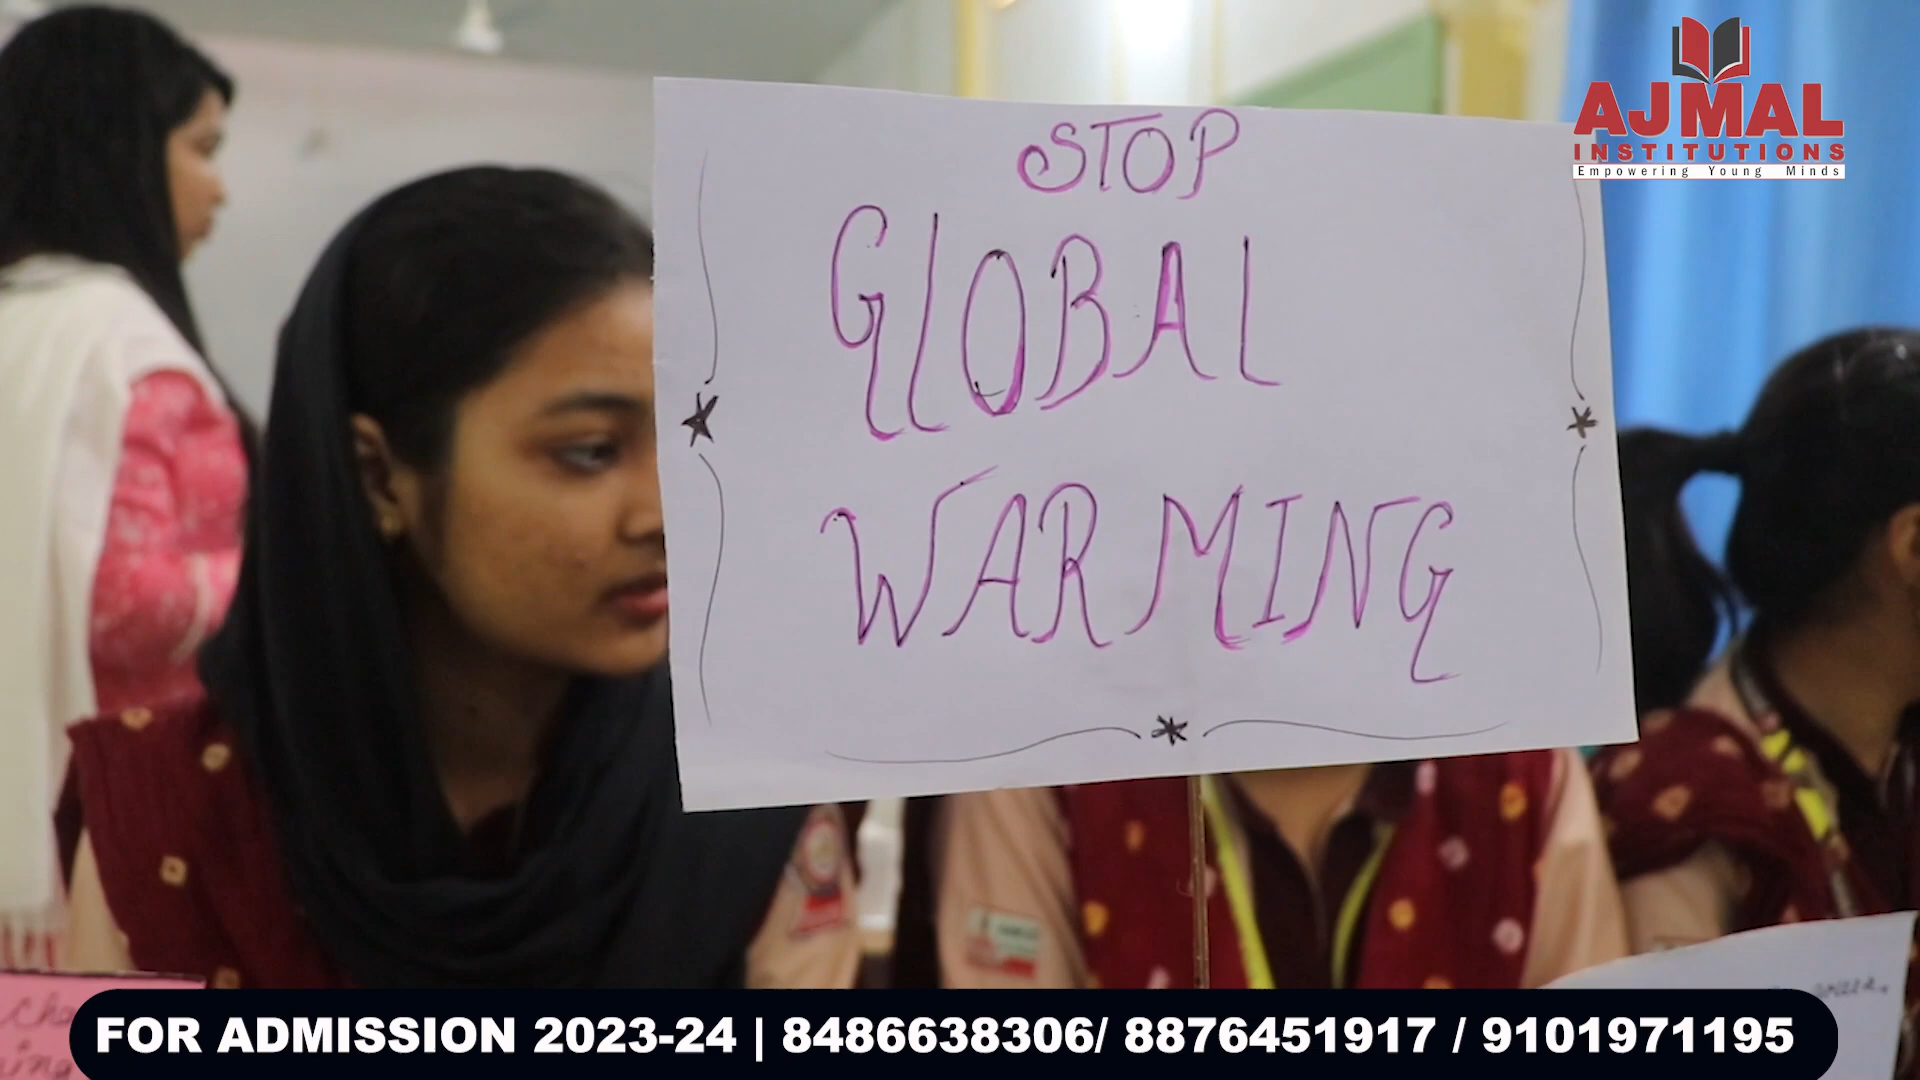 STOP
GLOBAL
WARMING
AJMAL
INSTITUTIONS
Empowering Young Minds
FOR ADMISSION 2023-24 | 8486638306/ 8876451917 / 9101971195